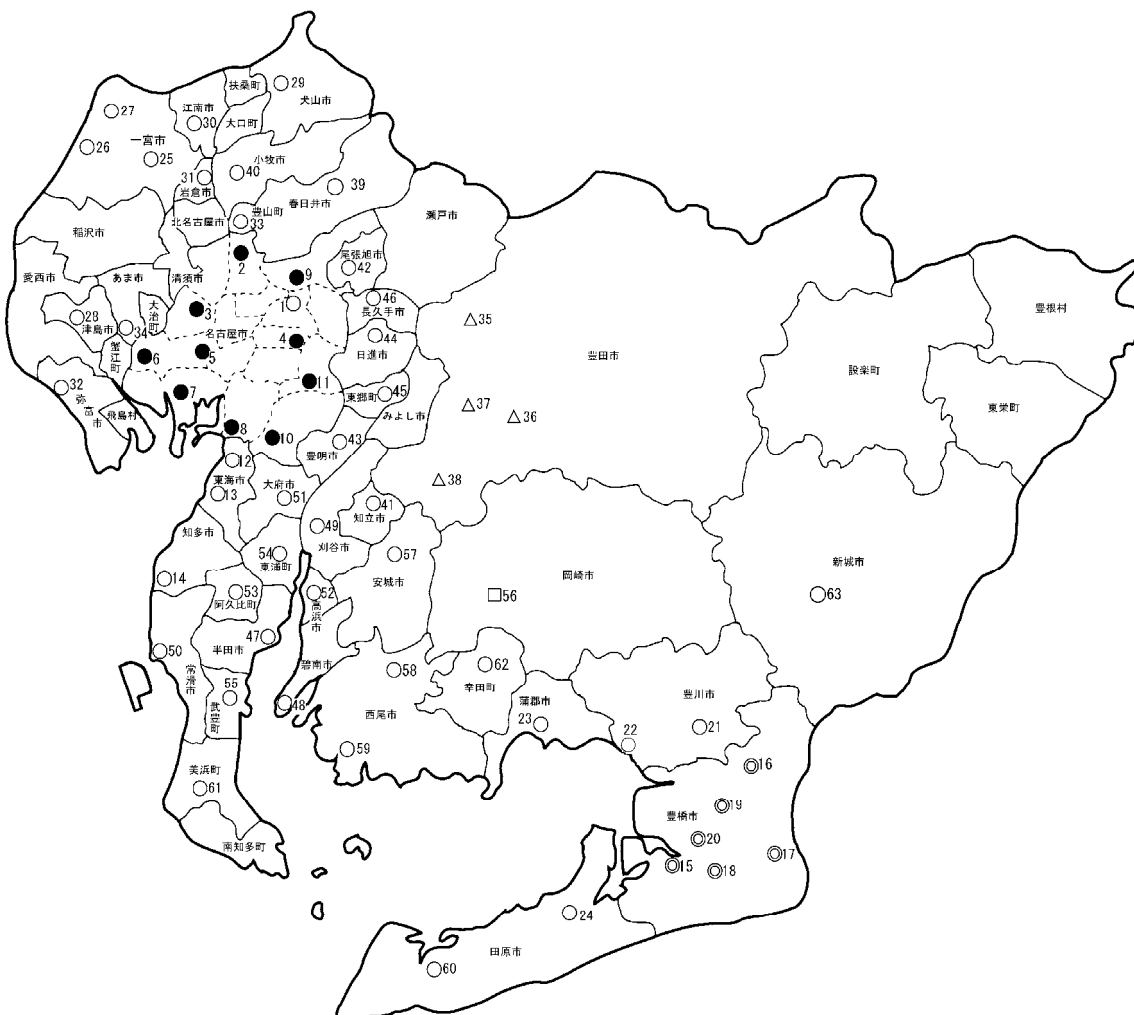 扶桑町
29
犬山市
27
江南市
30
大口町
一宮市
26
25
小牧市
31
40
39
岩倉市
春日井市
豊山町
33
瀬戸市
北名古屋市
稲沢市
2
尾張旭市
42
愛西市
あま市
清須市
9
豊根村
大治町
3
1
46
長久手市
28
津島市
34
35
名古屋市
4
44
日進市
豊田市
蟹江町
6
5
設楽町
32
弥富市
7
11
東郷町
45
東栄町
飛島村
みよし市
37
36
8
10
43
豊明市
12
東海市
13
大府市
51
38
41
知立市
知多市
49
刈谷市
54
東浦町
57
安城市
新城市
岡崎市
14
53
阿久比町
52
高浜市
56
63
47
半田市
50
常滑市
碧南市
58
62
幸田町
55
武豊町
48
西尾市
豊川市
蒲郡市
23
22
21
59
16
美浜町
61
19
豊橋市
南知多町
20
17
15
18
24
田原市
60